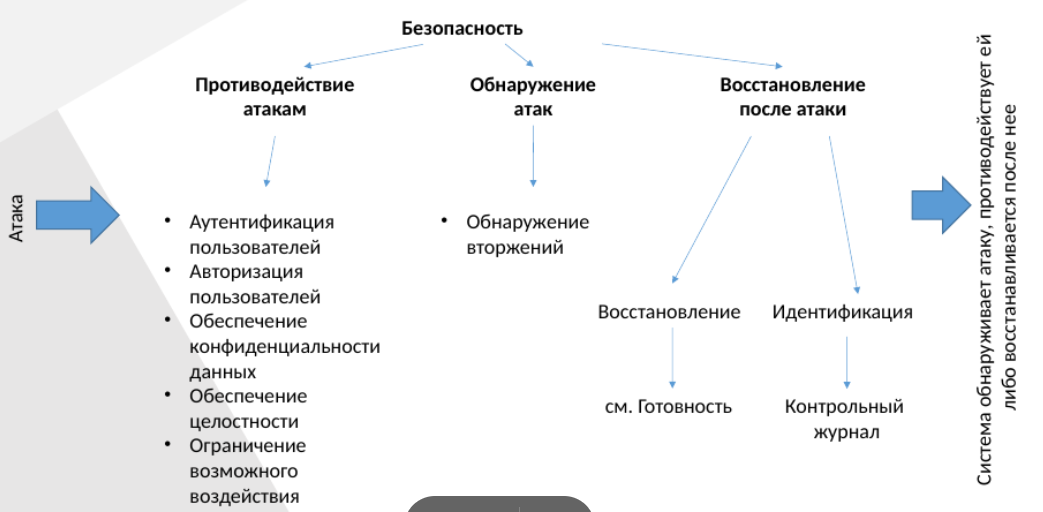 Безопасность
Противодействие
атакам
Обнаружение
атак
Восстановление
после атаки
Атака
• Аутентификация
пользователей
• Авторизация
пользователей
• Обеспечение
конфиденциальности
данных
• Обеспечение
целостности
• Ограничение
возможного
воздействия
• Обнаружение
вторжений
Восстановление
Идентификация
см. Готовность
Контрольный
журнал
Система обнаруживает атаку, противодействует ей
либо восстанавливается после нее